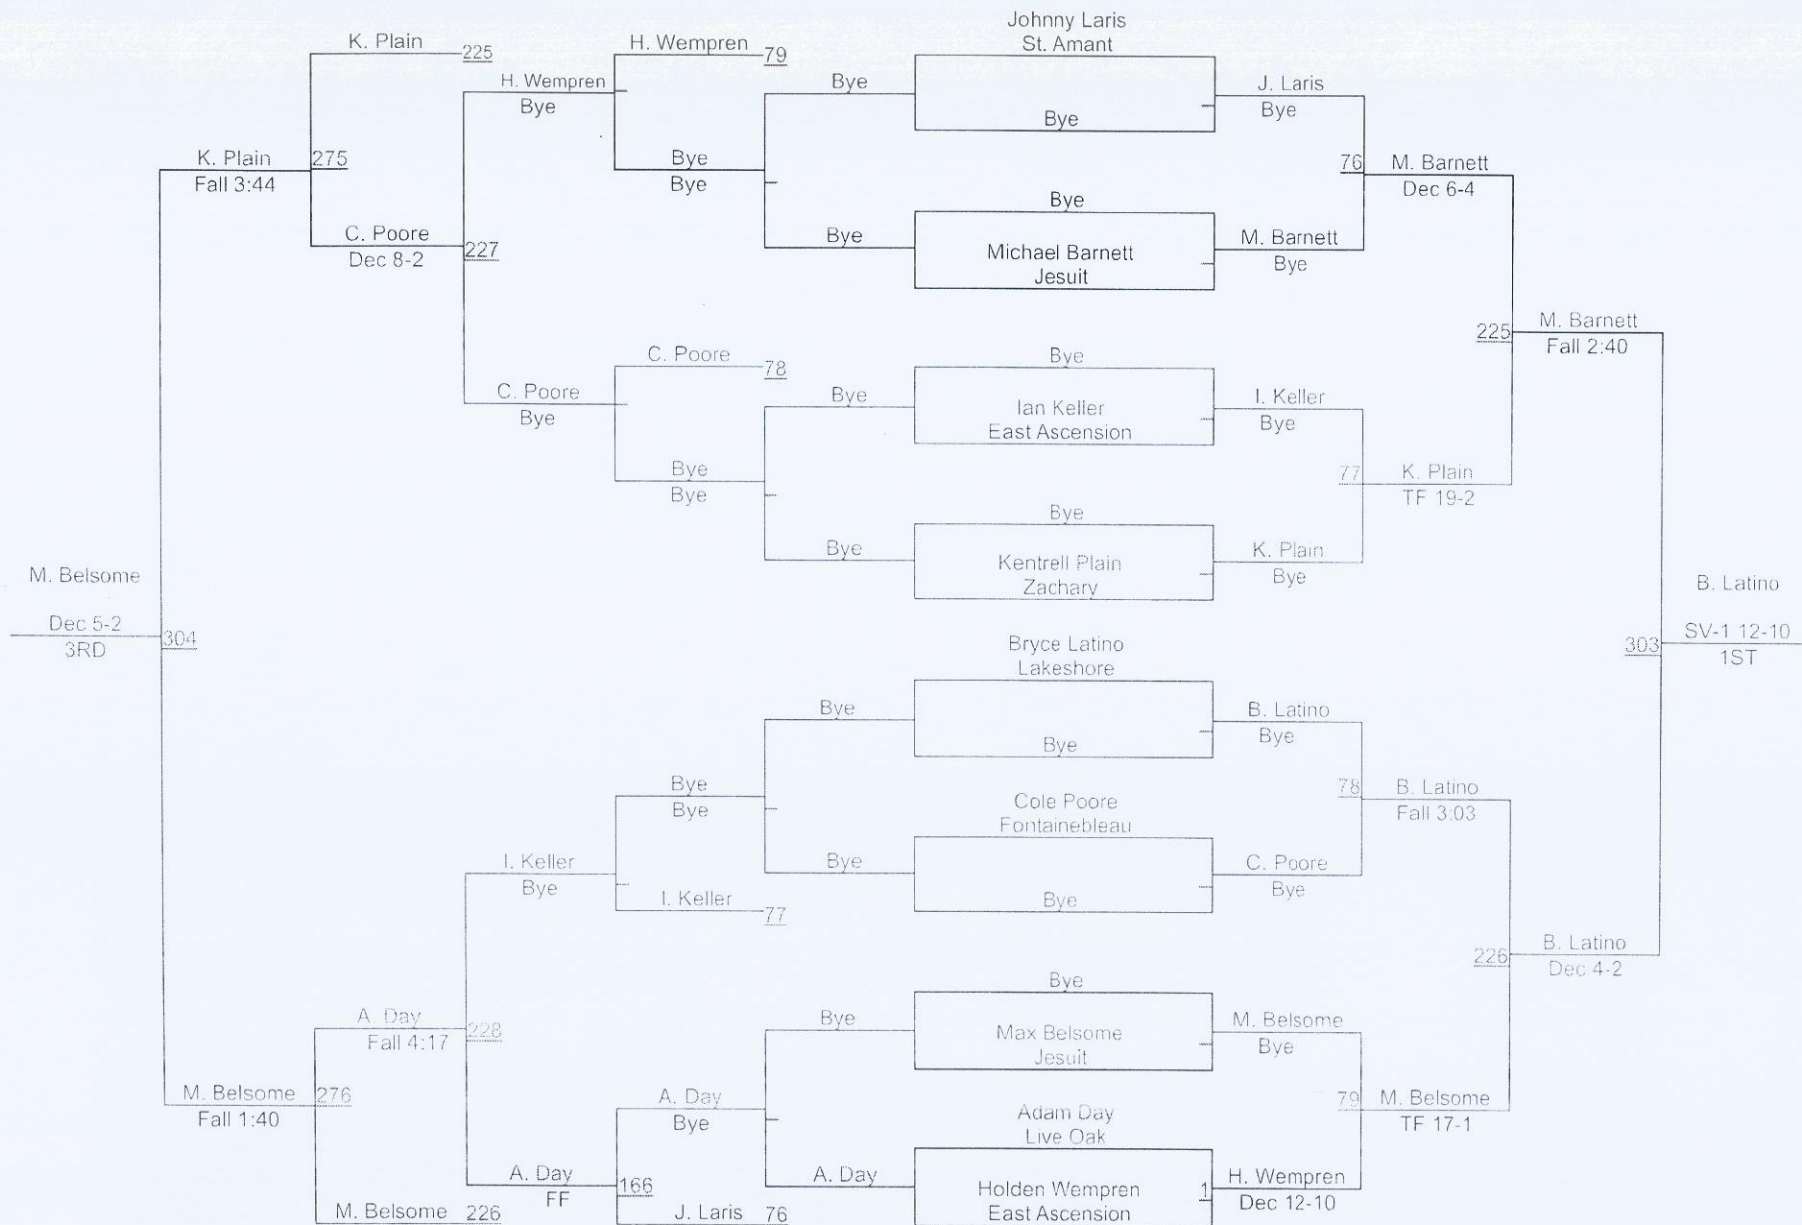 Johnny Laris
St. Amant
K. Plain
225
H. Wempren
79
H. Wempren
Bye
Bye
Bye
J. Laris
Bye
K. Plain
275
Fall 3:44
Bye
Bye
76
M. Barnett
Dec 6-4
C. Poore
Dec 8-2
227
Bye
Bye
Michael Barnett
Jesuit
M. Barnett
Bye
225
M. Barnett
Fall 2:40
C. Poore
78
C. Poore
Bye
Bye
Bye
Ian Keller
East Ascension
I. Keller
Bye
Bye
Bye
77
K. Plain
TF 19-2
Bye
Bye
Kentrell Plain
Zachary
K. Plain
Bye
M. Belsome
Dec 5-2
3RD
304
B. Latino
303
SV-1 12-10
1ST
Bryce Latino
Lakeshore
Bye
Bye
B. Latino
Bye
Bye
Bye
Cole Poore
Fontainebleau
78
B. Latino
Fall 3:03
I. Keller
Bye
Bye
Bye
C. Poore
Bye
I. Keller
77
226
B. Latino
Dec 4-2
Bye
A. Day
Fall 4:17
228
Bye
Max Belsome
Jesuit
M. Belsome
Bye
M. Belsome
276
Fall 1:40
A. Day
Bye
Adam Day
Live Oak
79
M. Belsome
TF 17-1
A. Day
FF
166
A. Day
Holden Wempren
East Ascension
1
H. Wempren
Dec 12-10
M. Belsome
226
J. Laris
76